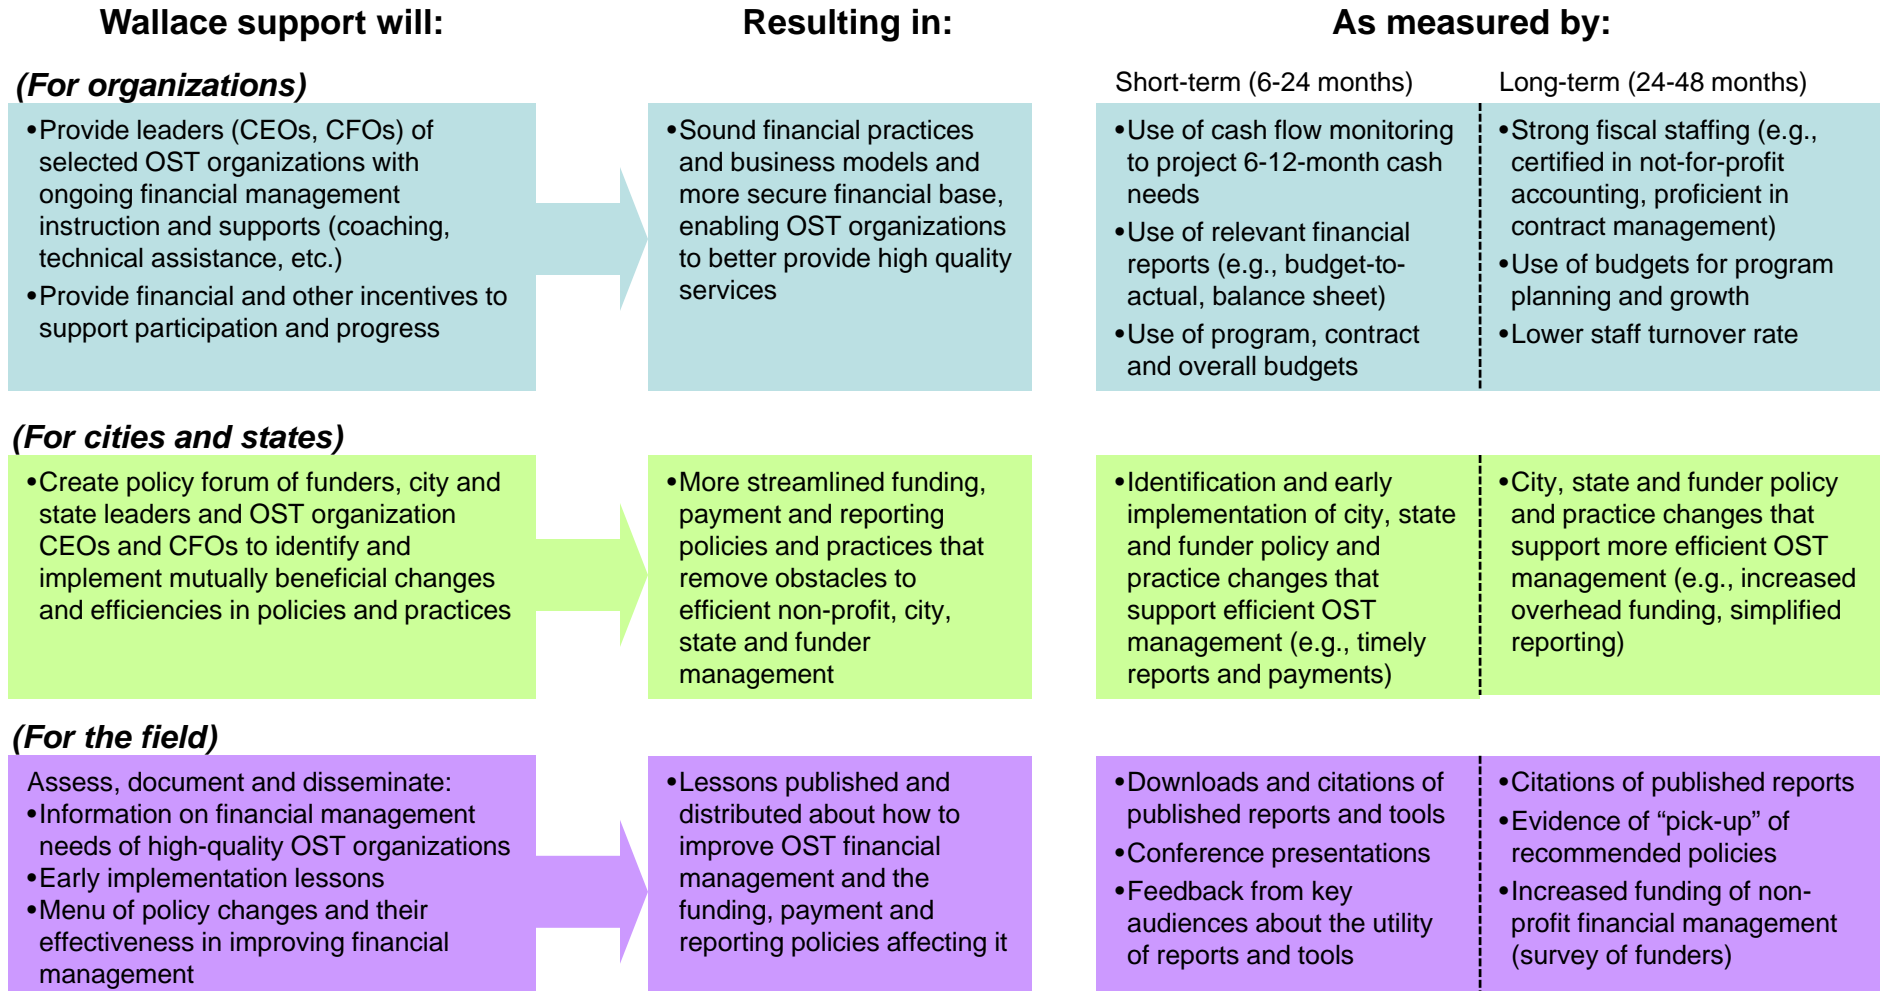 Wallace support will:
Resulting in:
As measured by:
(For organizations)
Short-term (6-24 months)
Long-term (24-48 months)
•Provide leaders (CEOs, CFOs) of
selected OST organizations with
ongoing financial management
instruction and supports (coaching,
technical assistance, etc.)
•Provide financial and other incentives to
support participation and progress
•Sound financial practices
and business models and
more secure financial base,
enabling OST organizations
to better provide high quality
services
•Use of cash flow monitoring
to project 6-12-month cash
needs
•Use of relevant financial
reports (e.g., budget-to-
actual, balance sheet)
•Use of program, contract
and overall budgets
•Strong fiscal staffing (e.g.,
certified in not-for-profit
accounting, proficient in
contract management)
•Use of budgets for program
planning and growth
•Lower staff turnover rate
(For cities and states)
•Create policy forum of funders, city and
state leaders and OST organization
CEOs and CFOs to identify and
implement mutually beneficial changes
and efficiencies in policies and practices
•More streamlined funding,
payment and reporting
policies and practices that
remove obstacles to
efficient non-profit, city,
state and funder
management
•Identification and early
implementation of city, state
and funder policy and
practice changes that
support efficient OST
management (e.g., timely
reports and payments)
•City, state and funder policy
and practice changes that
support more efficient OST
management (e.g., increased
overhead funding, simplified
reporting)
(For the field)
Assess, document and disseminate:
•Information on financial management
needs of high-quality OST organizations
•Early implementation lessons
•Menu of policy changes and their
effectiveness in improving financial
management
•Lessons published and
distributed about how to
improve OST financial
management and the
funding, payment and
reporting policies affecting it
•Downloads and citations of
published reports and tools
•Conference presentations
•Feedback from key
audiences about the utility
of reports and tools
•Citations of published reports
•Evidence of “pick-up” of
recommended policies
•Increased funding of non-
profit financial management
(survey of funders)